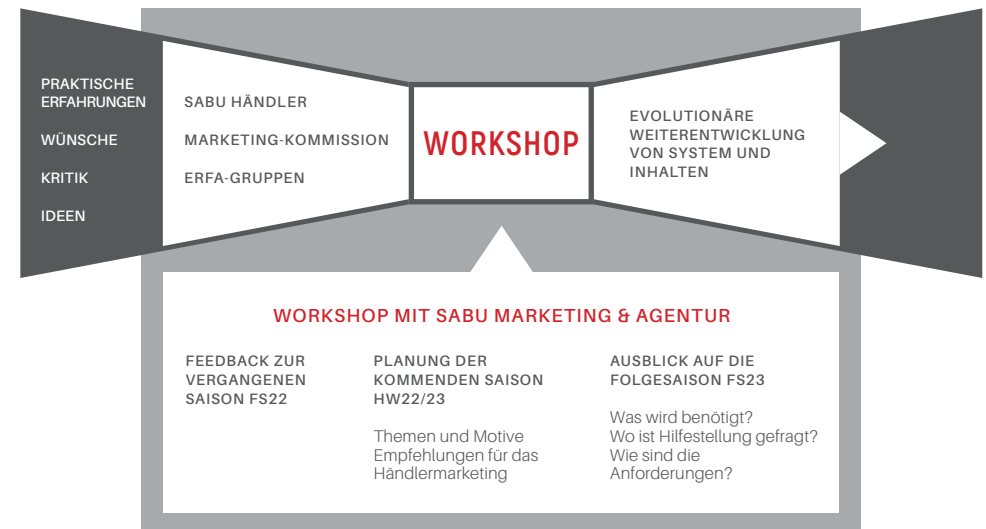 PRAKTISCHE
ERFAHRUNGEN
WÜNSCHE
KRITIK
IDEEN
SABU HÄNDLER
MARKETING-KOMMISSION
ERFA-GRUPPEN
WORKSHOP
EVOLUTIONÄRE
WEITERENTWICKLUNG
VON SYSTEM UND
INHALTEN
WORKSHOP MIT SABU MARKETING & AGENTUR
FEEDBACK ZUR
VERGANGENEN
SAISON FS22
PLANUNG DER
KOMMENDEN SAISON
HW22/23
Themen und Motive
Empfehlungen für das
Händlermarketing
AUSBLICK AUF DIE
FOLGESAISON FS23
Was wird benötigt?
Wo ist Hilfestellung gefragt?
Wie sind die
Anforderungen?